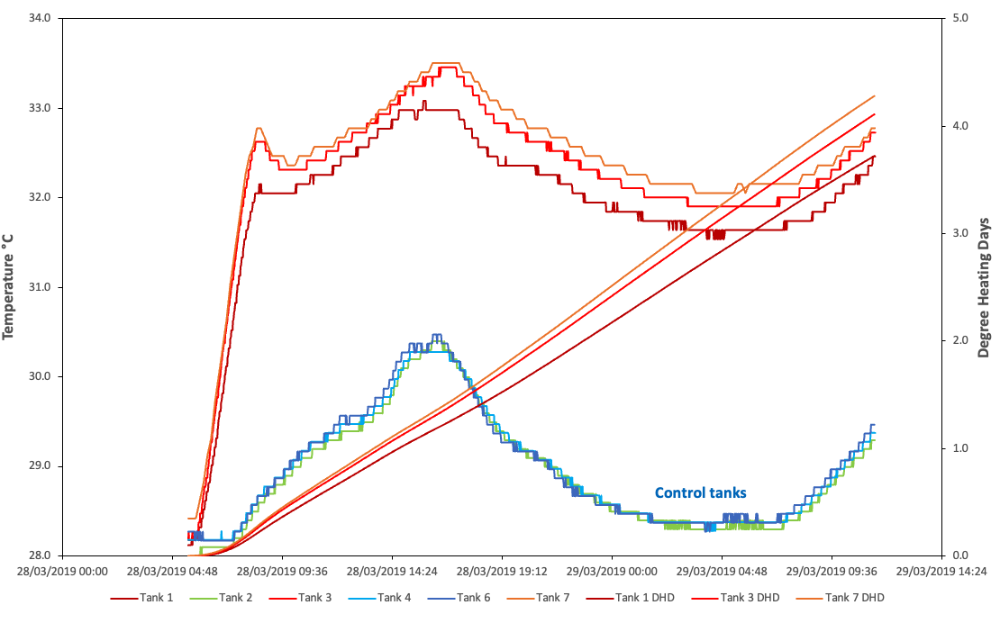 34.0
33.0
32.0
31.0
30.0
29.0
28.0
Temperature °C
5.0
4.0
3.0
2.0
1.0
0.0
Degree Heating Days
Control tanks
28/03/2019 00:00 28/03/2019 04:48 28/03/2019 09:36 28/03/2019 14:24 28/03/2019 19:12 29/03/2019 00:00 29/03/2019 04:48 29/03/2019 09:36 29/03/2019 14:24
Tank 1 Tank 2 Tank 3 Tank 4 Tank 6 Tank 7 Tank 1 DHD Tank 3 DHD Tank 7 DHD